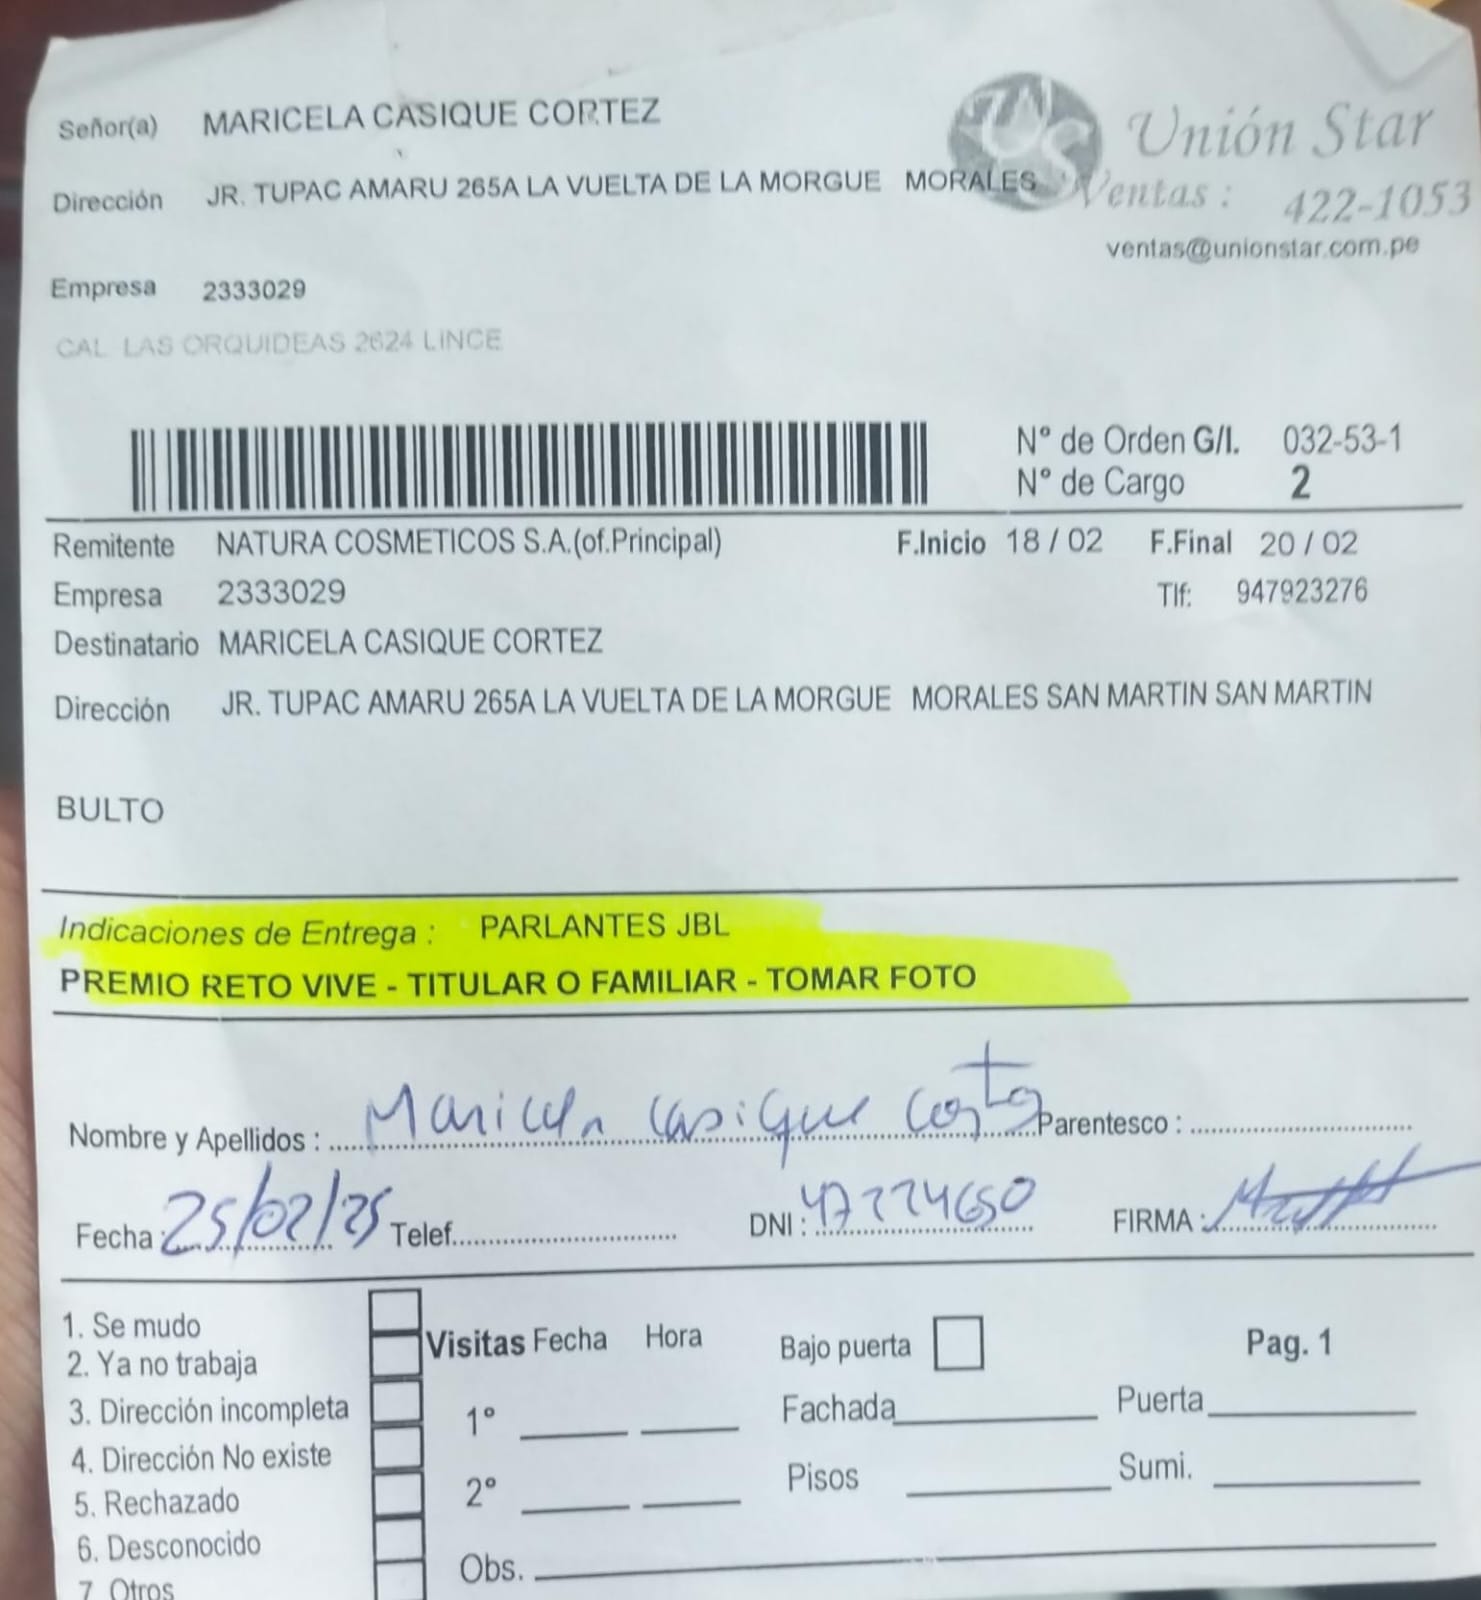 Señor(a) MARICELA CASIQUE CORTEZ
Unión Star
Dirección JR. TUPAC AMARU 265A LA VUELTA DE LA MORGUE MORALES
Ventas: 422-1053
ventas@unionstar.com.pe
Empresa 2333029
CAL LAS ORQUIDEAS 2624 LINCE
N° de Orden G/I. 032-53-1
N° de Cargo 2
Remitente NATURA COSMETICOS S.A.(of.Principal) F.Inicio 18 / 02 F.Final 20 / 02
Empresa 2333029 Tlf: 947923276
Destinatario MARICELA CASIQUE CORTEZ
Dirección JR. TUPAC AMARU 265A LA VUELTA DE LA MORGUE MORALES SAN MARTIN SAN MARTIN
BULTO
Indicaciones de Entrega : PARLANTES JBL
PREMIO RETO VIVE - TITULAR O FAMILIAR - TOMAR FOTO
Nombre y Apellidos : Maricela Casique Parentesco :
Fecha : 25/02/25 Telef. DNI : FIRMA :
1. Se mudo
2. Ya no trabaja
3. Dirección incompleta
4. Dirección No existe
5. Rechazado
6. Desconocido
7 Otros
Visitas Fecha Hora
1°
2°
Obs.
Bajo puerta Pag. 1
Fachada Puerta
Pisos Sumi.